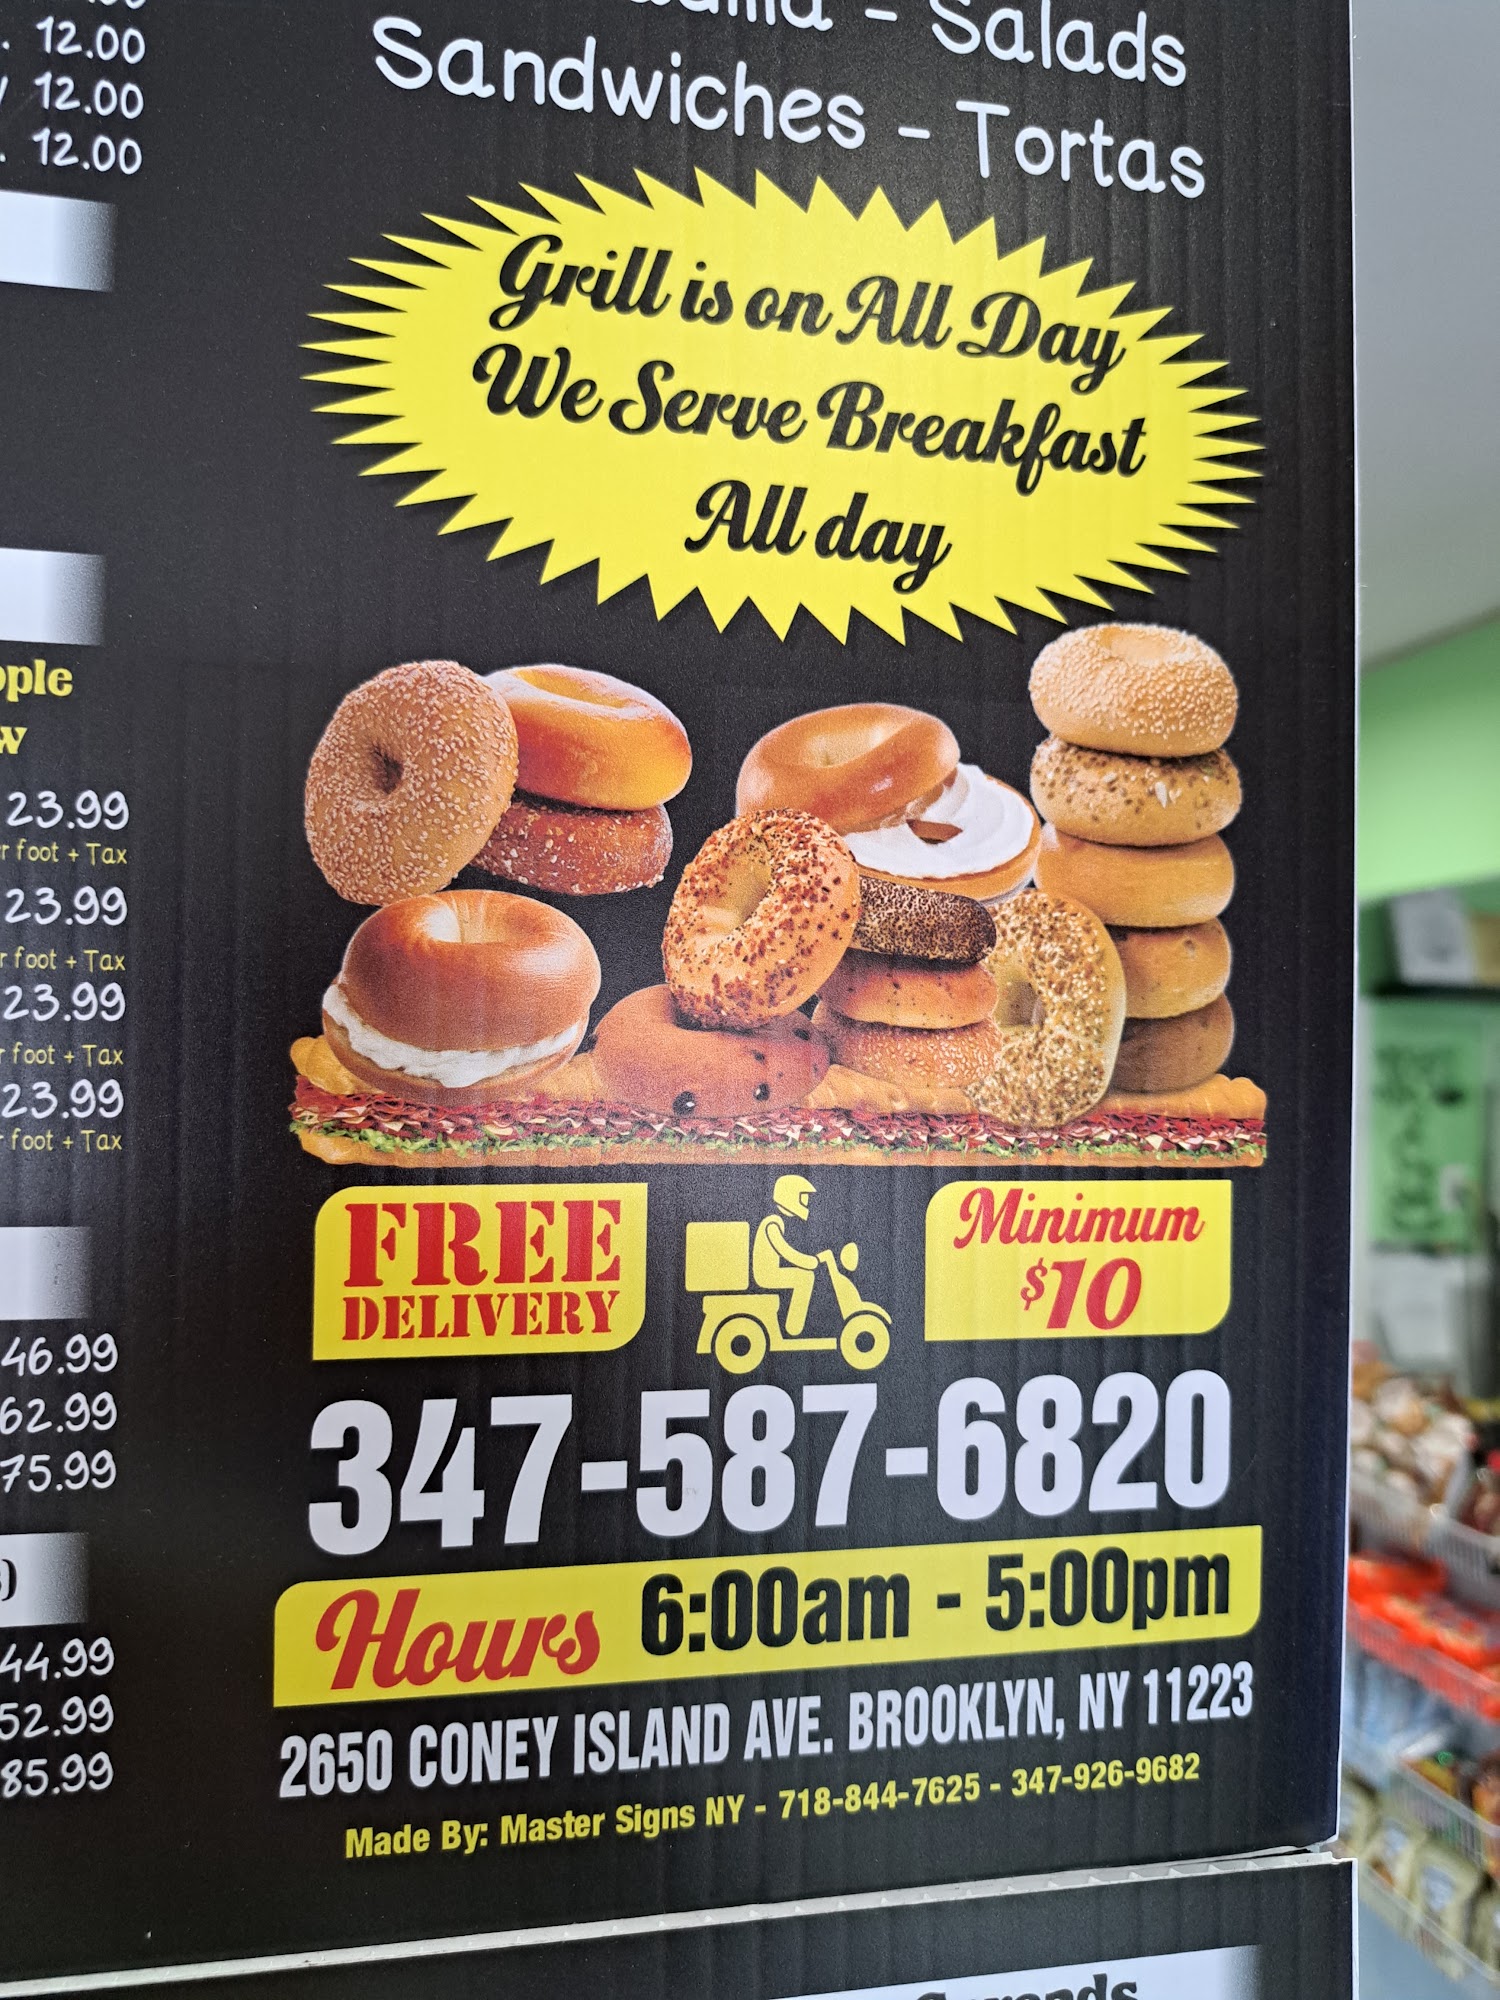 - Salads
Sandwiches - Tortas
12.00
12.00
12.00
Grill is on All Day
We Serve Breakfast
All day
23.99
foot + Tax
23.99
foot + Tax
23.99
foot + Tax
23.99
foot + Tax
46.99
62.99
75.99
44.99
52.99
85.99
FREE
DELIVERY
Minimum
$10
347-587-6820
Hours 6:00am - 5:00pm
2650 CONEY ISLAND AVE. BROOKLYN, NY 11223
Made By: Master Signs NY - 718-844-7625 - 347-926-9682